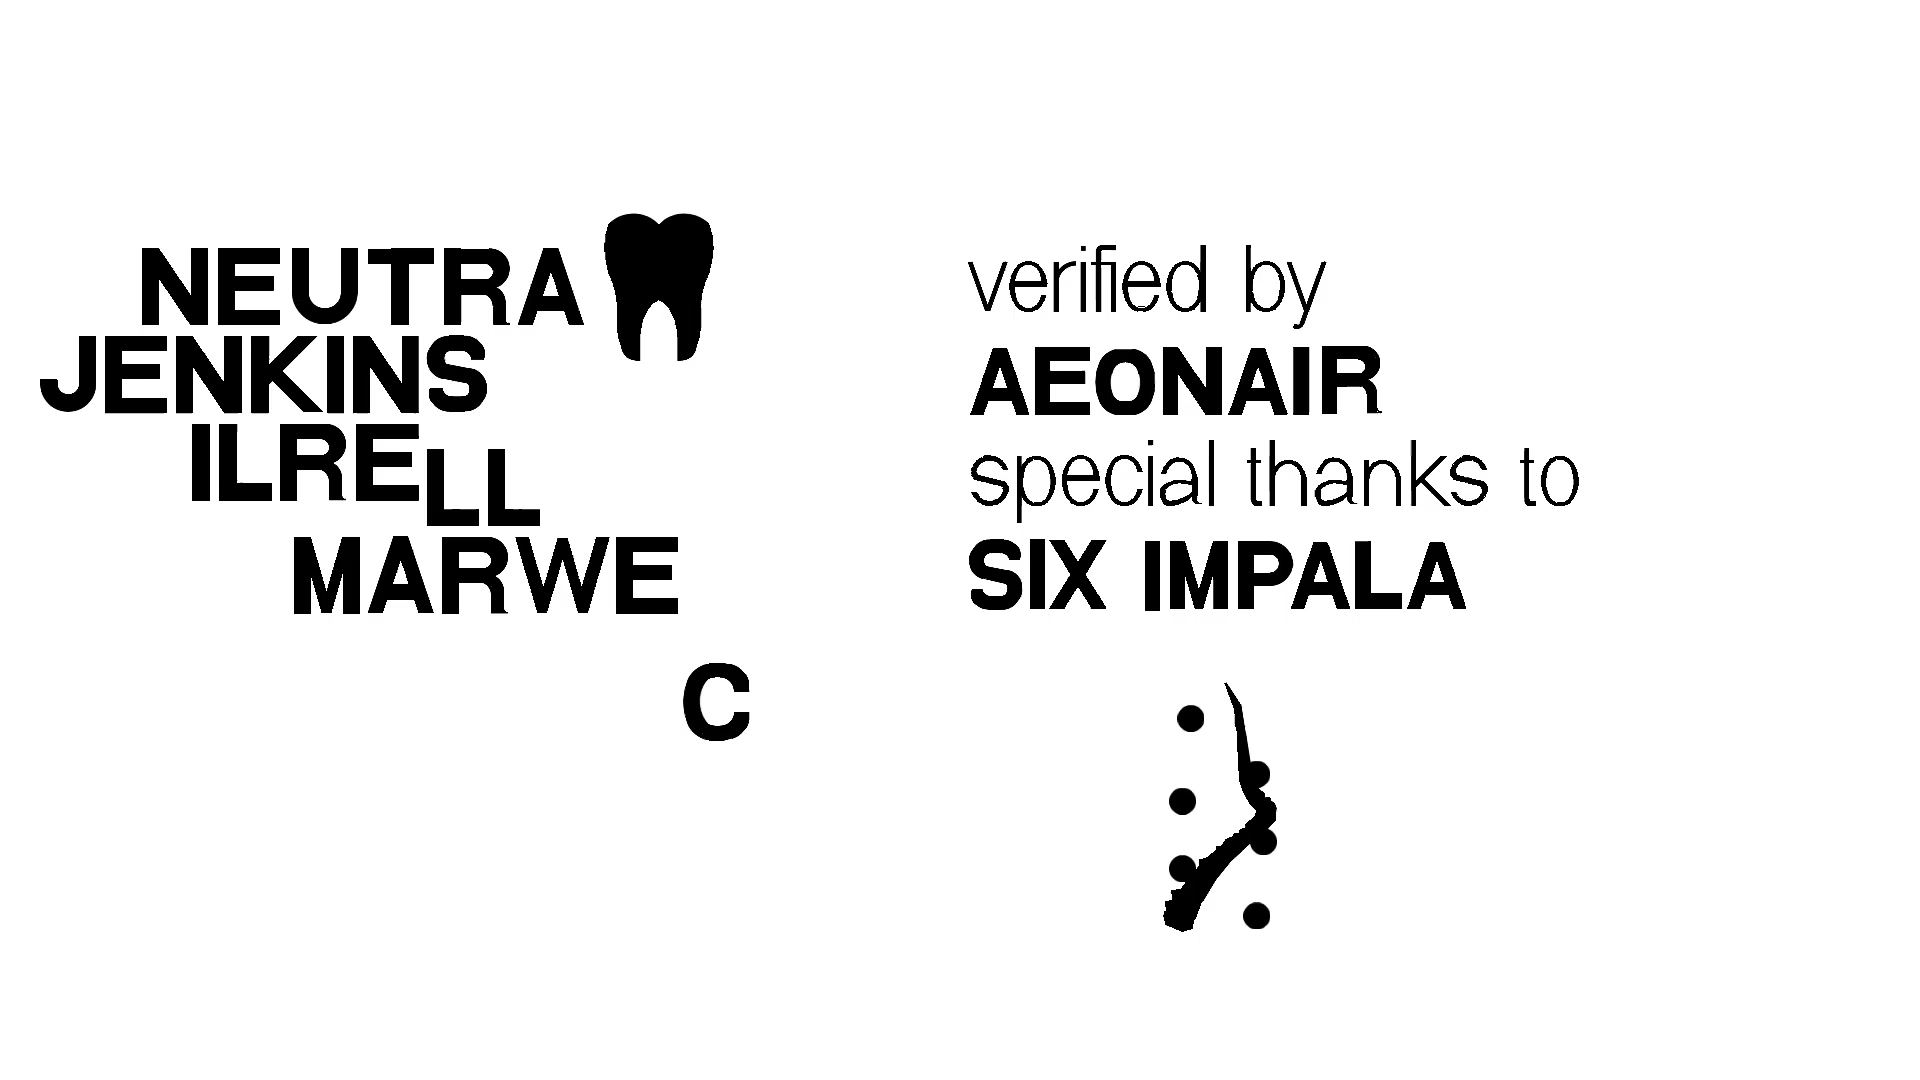 NEUTRA
JENKINS
ILRELL
MARWE
C
verified by
AEONAIR
special thanks to
SIX IMPALA